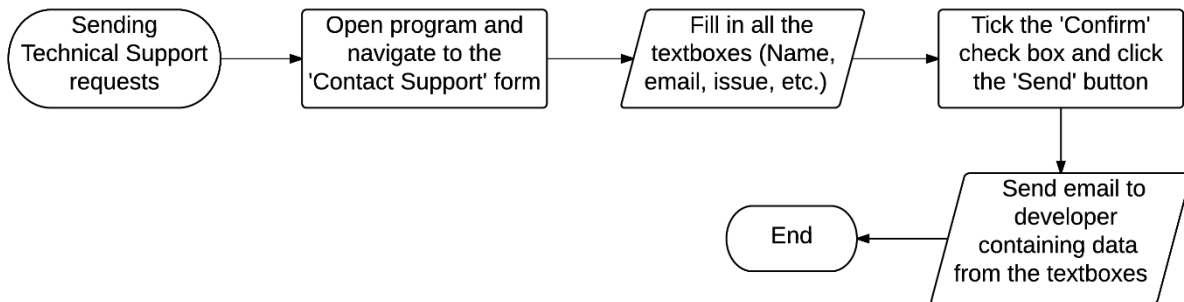 Sending
Technical Support
requests
Open program and
navigate to the
'Contact Support' form
Fill in all the
textboxes (Name,
email, issue, etc.)
Tick the 'Confirm'
check box and click
the 'Send' button
Send email to
developer
containing data
from the textboxes
End